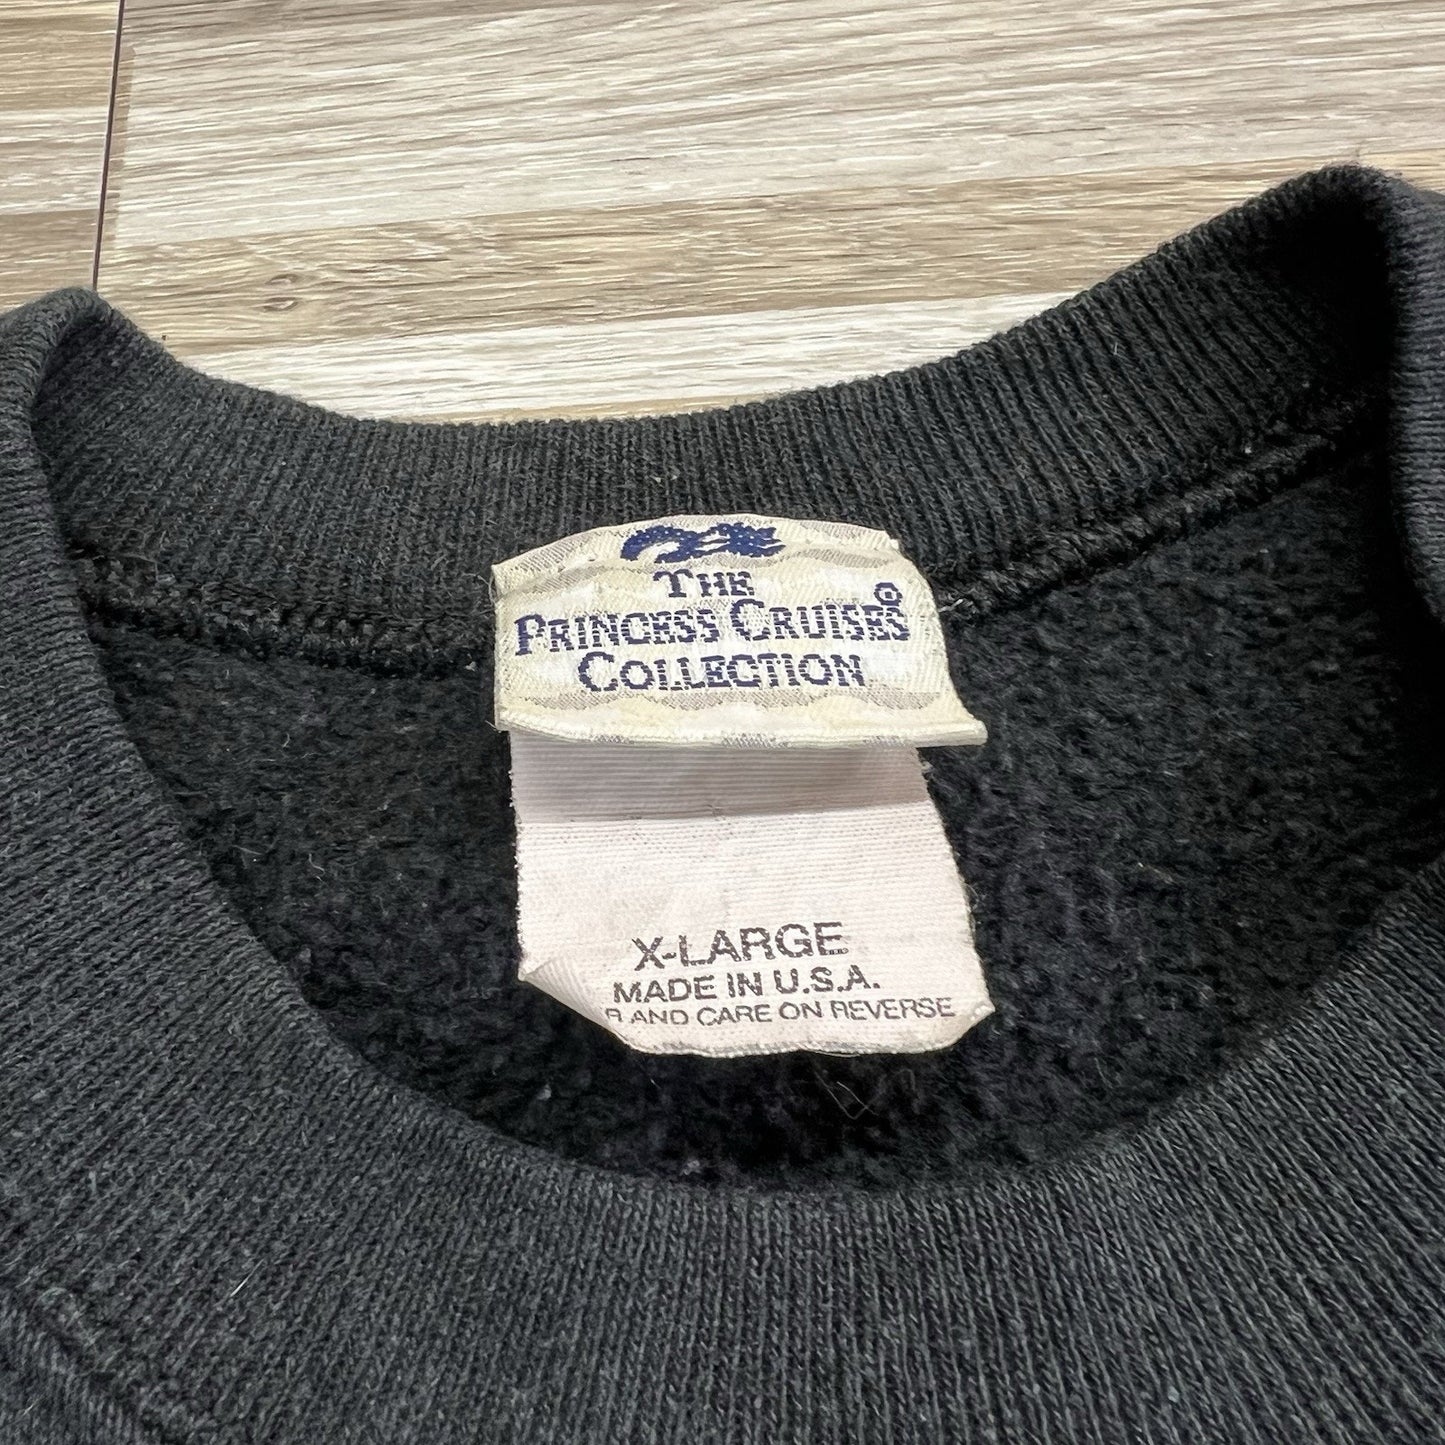 THE
PRINCESS CRUISES®
COLLECTION
X-LARGE
MADE IN U.S.A.
R AND CARE ON REVERSE